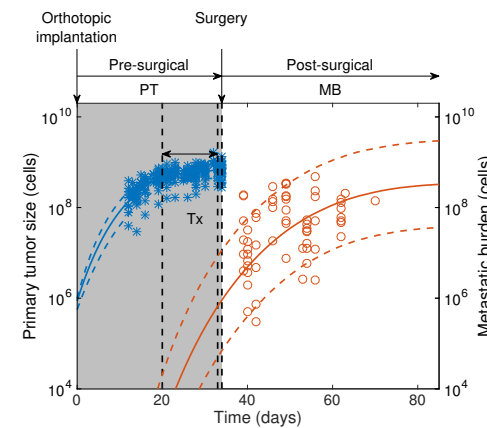 Orthotopic
implantation
Surgery
Pre-surgical
Post-surgical
PT
MB
10^10
10^8
10^6
10^4
10^10
10^8
10^6
10^4
Tx
Primary tumor size (cells)
Metastatic burden (cells)
0
20
40
60
80
Time (days)